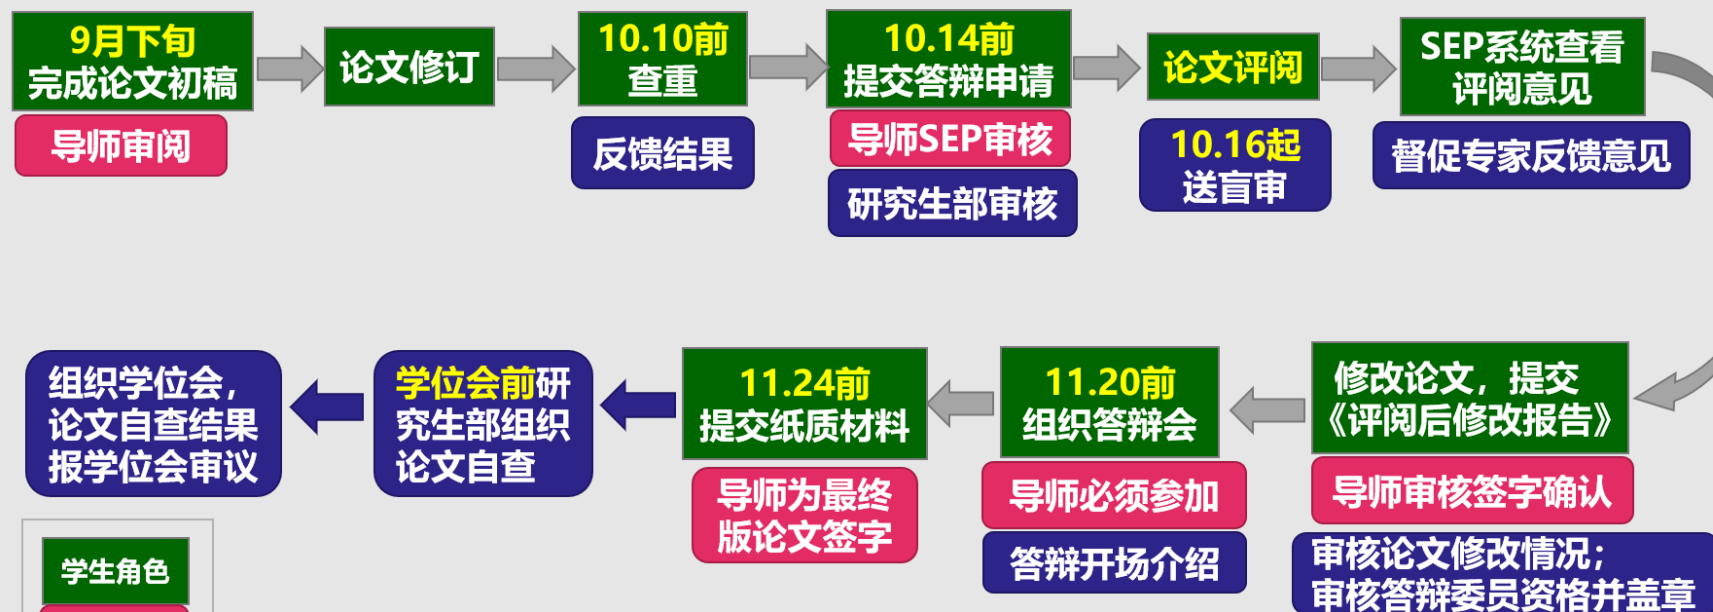 9月下旬
完成论文初稿
导师审阅
论文修订
10.10前
查重
反馈结果
10.14前
提交答辩申请
导师SEP审核
研究生部审核
论文评阅
10.16起
送盲审
SEP系统查看
评阅意见
督促专家反馈意见
修改论文，提交
《评阅后修改报告》
导师审核签字确认
审核论文修改情况；
审核答辩委员资格并盖章
11.20前
组织答辩会
导师必须参加
答辩开场介绍
11.24前
提交纸质材料
导师为最终
版论文签字
学位会前研
究生部组织
论文自查
组织学位会，
论文自查结果
报学位会审议
学生角色